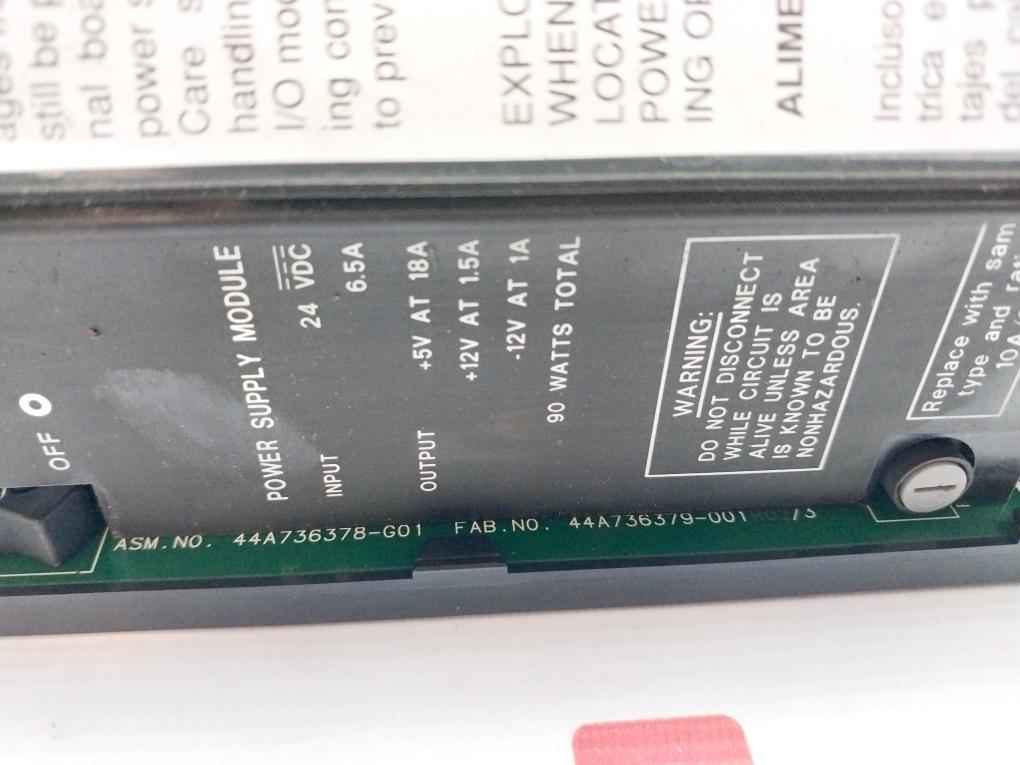 still be
nal boa
power s
Care s
handlin
I/O mod
ing con
to prev
EXPLO
WHEN
LOCAT
POWE
ING OF
ALIME
Incluso
trica e
tajes p
OFF
POWER SUPPLY MODULE
INPUT 24 VDC
6.5A
OUTPUT +5V AT 18A
+12V AT 1.5A
-12V AT 1A
90 WATTS TOTAL
WARNING:
DO NOT DISCONNECT
WHILE CIRCUIT IS
ALIVE UNLESS AREA
IS KNOWN TO BE
NONHAZARDOUS.
Replace with sam
type and rati
10A
ASM.NO. 44A736378-G01 FAB.NO. 44A736379-001 /3